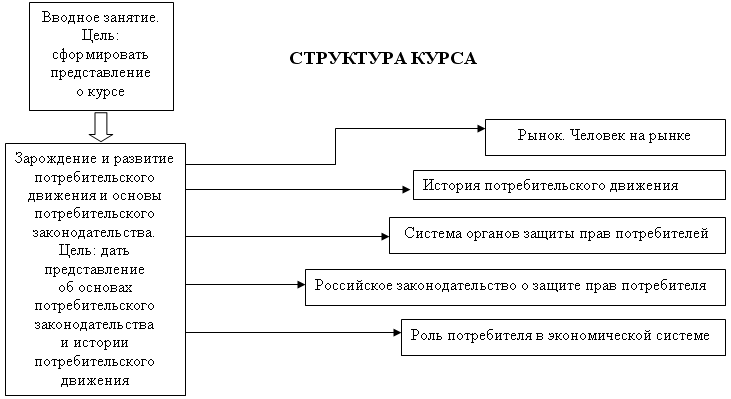 Вводное занятие.
Цель:
сформировать
представление
о курсе
СТРУКТУРА КУРСА
Зарождение и развитие
потребительского
движения и основы
потребительского
законодательства.
Цель: дать
представление
об основах
потребительского
законодательства
и истории
потребительского
движения
Рынок. Человек на рынке
История потребительского движения
Система органов защиты прав потребителей
Российское законодательство о защите прав потребителя
Роль потребителя в экономической системе